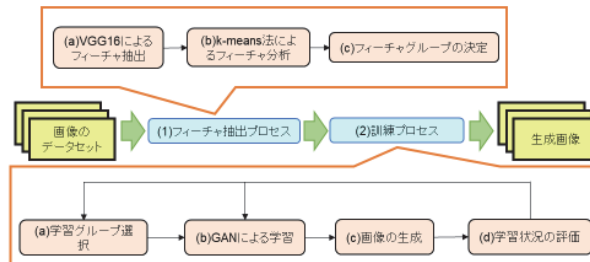 (a)VGG16による
フィーチャ抽出
(b)k-means法によ
るフィーチャ分析
(c)フィーチャグループの決定
画像の
データセット
(1)フィーチャ抽出プロセス
(2)訓練プロセス
生成画像
(a)学習グループ選
択
(b)GANによる学習
(c)画像の生成
(d)学習状況の評価